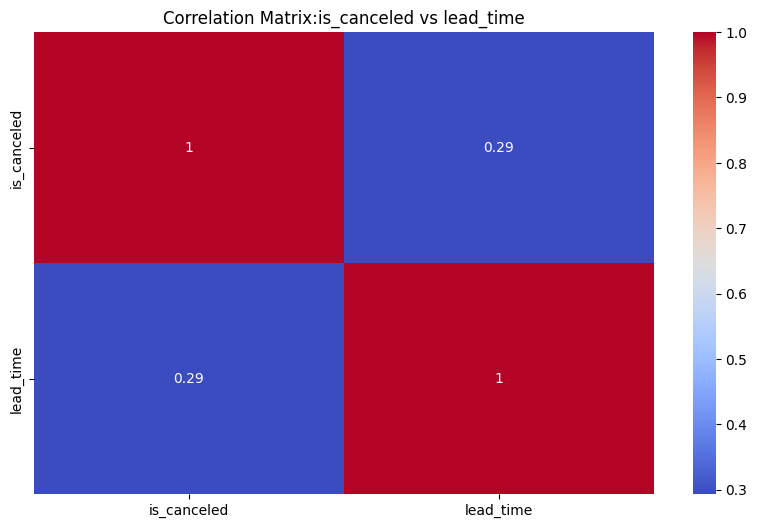 Correlation Matrix:is_canceled vs lead_time
is_canceled
1
0.29
lead_time
0.29
1
is_canceled
lead_time
1.0
0.9
0.8
0.7
0.6
0.5
0.4
0.3